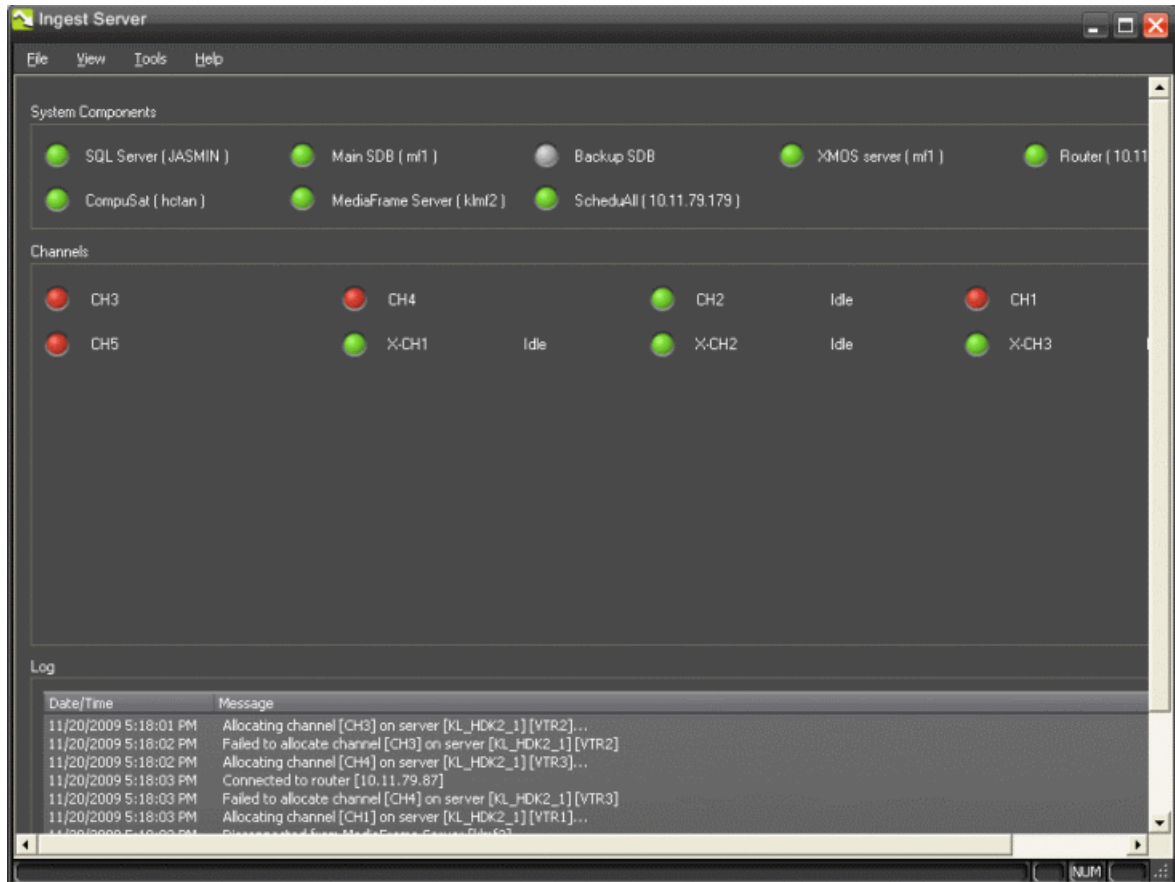 Ingest Server
File View Tools Help
System Components
SQL Server ( JASMIN ) Main SDB ( mf1 ) Backup SDB XMOS server ( mf1 ) Router ( 10.11
CompuSat ( hctan ) MediaFrame Server ( klmf2 ) ScheduAll ( 10.11.79.179 )
Channels
CH3 CH4 CH2 Idle CH1
CH5 X-CH1 Idle X-CH2 Idle X-CH3
Log
Date/Time Message
11/20/2009 5:18:01 PM Allocating channel [CH3] on server [KL_HDK2_1] [VTR2]...
11/20/2009 5:18:02 PM Failed to allocate channel [CH3] on server [KL_HDK2_1] [VTR2]
11/20/2009 5:18:02 PM Allocating channel [CH4] on server [KL_HDK2_1] [VTR3]...
11/20/2009 5:18:03 PM Connected to router [10.11.79.87]
11/20/2009 5:18:03 PM Failed to allocate channel [CH4] on server [KL_HDK2_1] [VTR3]
11/20/2009 5:18:03 PM Allocating channel [CH1] on server [KL_HDK2_1] [VTR1]...
Disconnected from MediaFrame Server
NUM